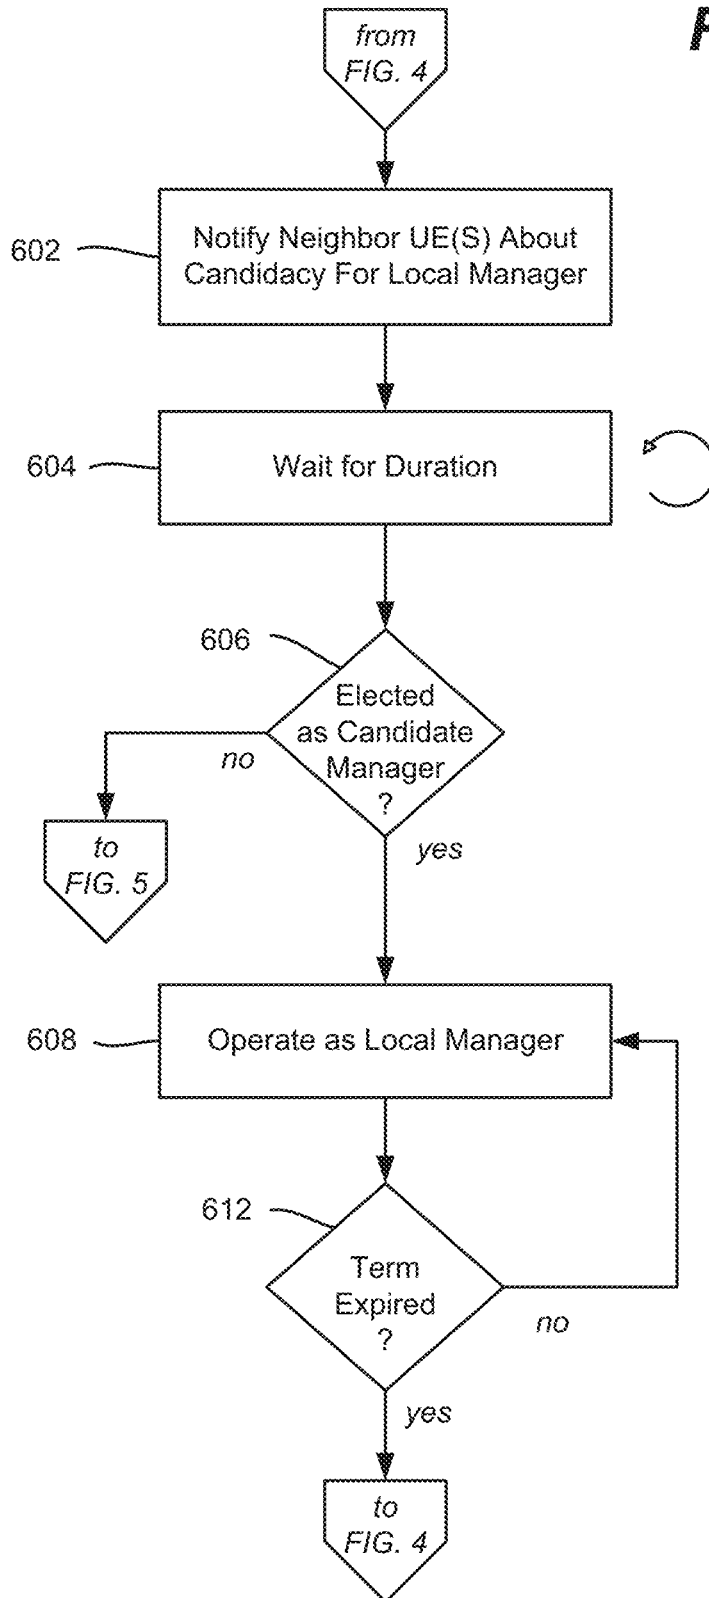 from
FIG. 4
602
Notify Neighbor UE(S) About
Candidacy For Local Manager
604
Wait for Duration
606
Elected
as Candidate
Manager
?
no
yes
to
FIG. 5
608
Operate as Local Manager
612
Term
Expired
?
no
yes
to
FIG. 4